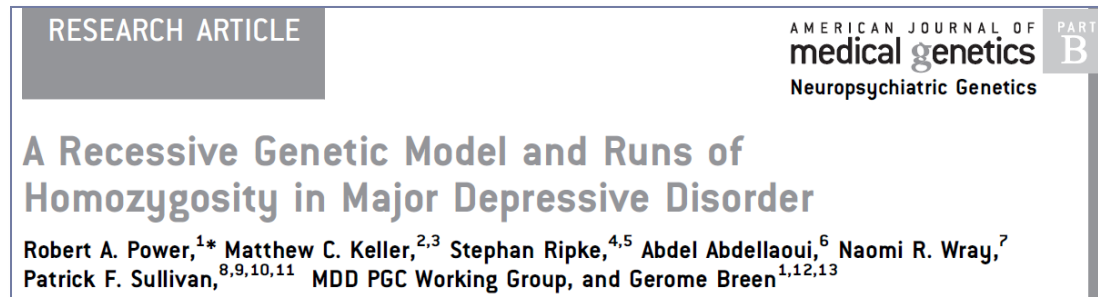 RESEARCH ARTICLE
AMERICAN JOURNAL OF
medical genetics
Neuropsychiatric Genetics
PART
B
A Recessive Genetic Model and Runs of
Homozygosity in Major Depressive Disorder
Robert A. Power,1* Matthew C. Keller,2,3 Stephan Ripke,4,5 Abdel Abdellaoui,6 Naomi R. Wray,7
Patrick F. Sullivan,8,9,10,11 MDD PGC Working Group, and Gerome Breen1,12,13